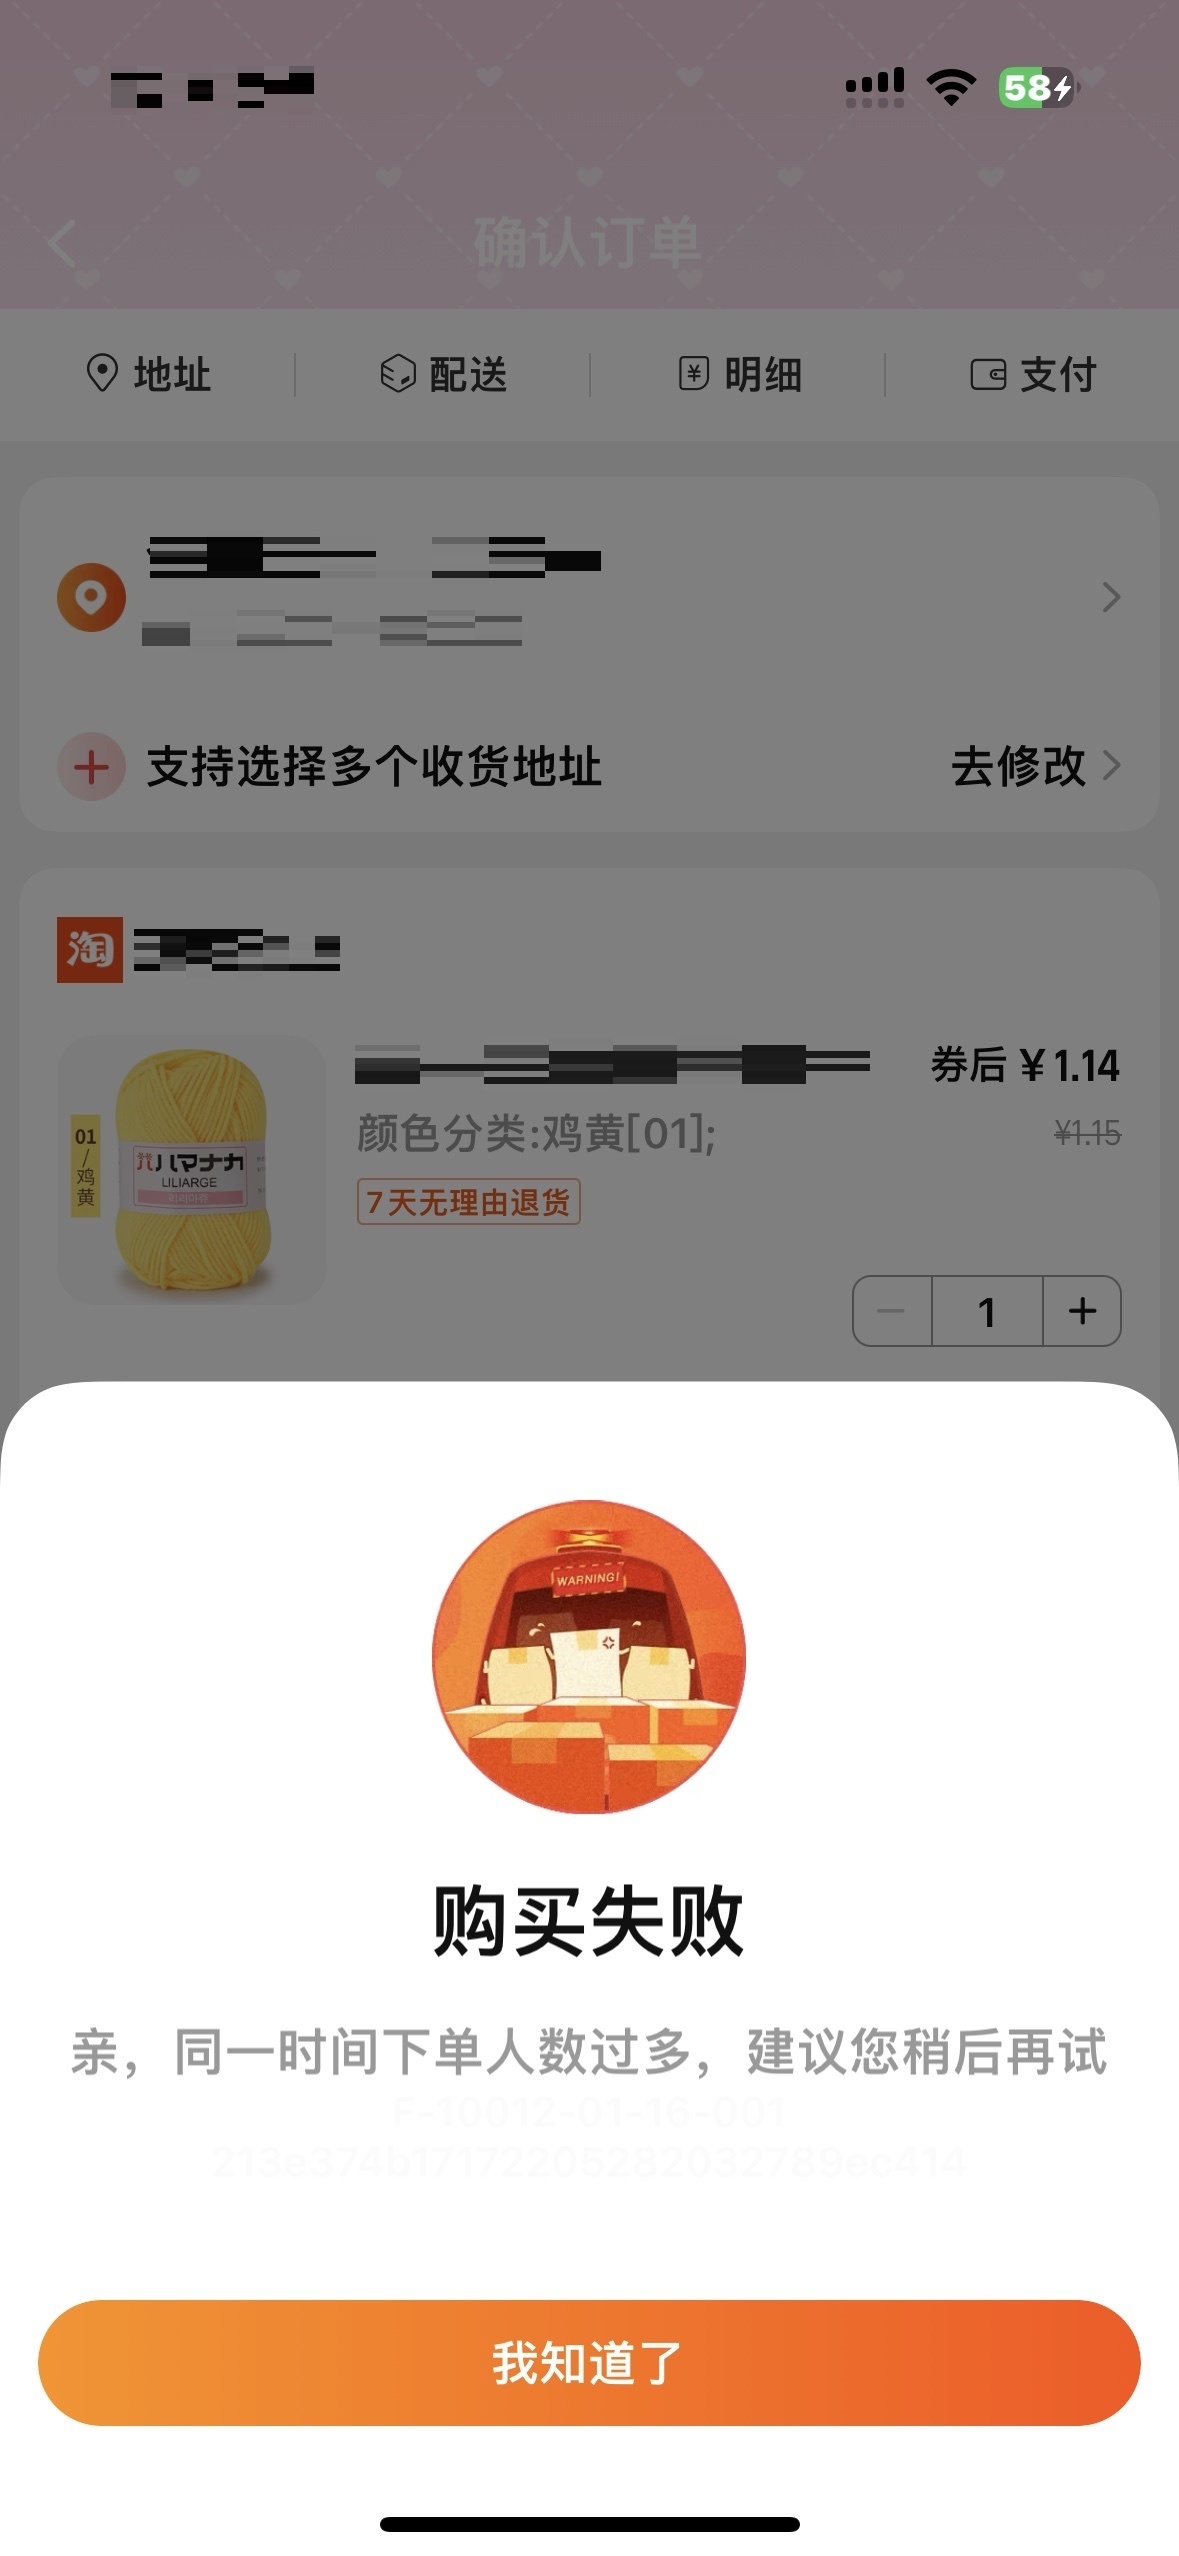 58
确认订单
地址
配送
明细
支付
支持选择多个收货地址
去修改
淘
券后 ¥1.14
¥1.15
颜色分类:鸡黄[01];
7天无理由退货
01
/
鸡
黄
ハマナカ
LILIARGE
리리아쥬
1
WARNING!
购买失败
亲，同一时间下单人数过多，建议您稍后再试
F-10012-01-16-001
213e374b17172205282032789ec414
我知道了